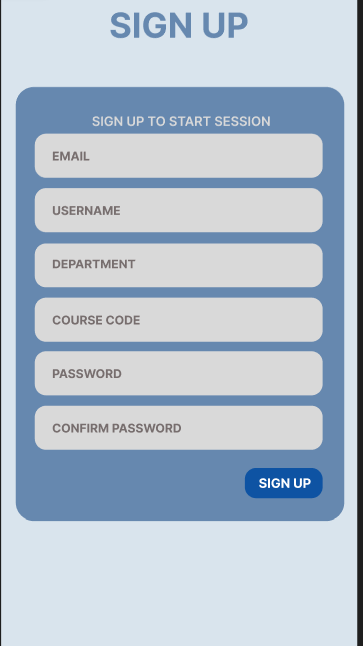 SIGN UP
SIGN UP TO START SESSION
EMAIL
USERNAME
DEPARTMENT
COURSE CODE
PASSWORD
CONFIRM PASSWORD
SIGN UP